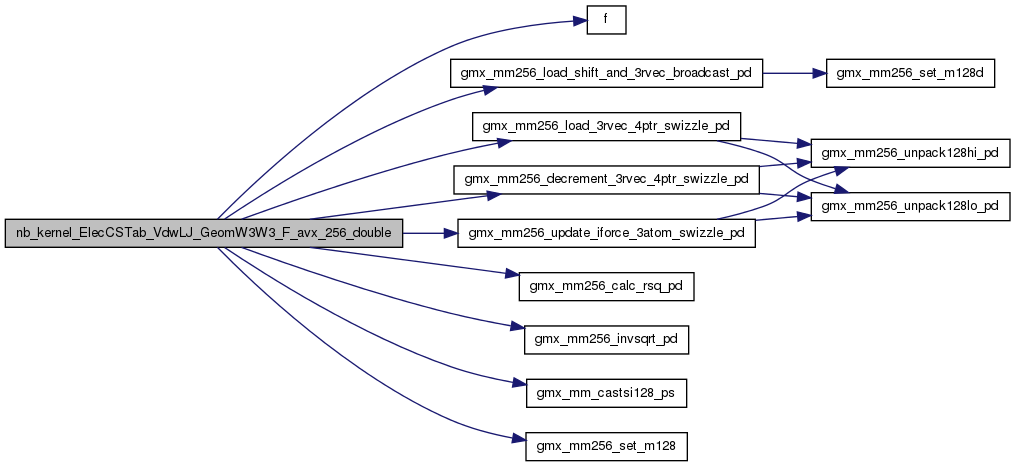 f
gmx_mm256_load_shift_and_3rvec_broadcast_pd
gmx_mm256_set_m128d
gmx_mm256_load_3rvec_4ptr_swizzle_pd
gmx_mm256_unpack128hi_pd
gmx_mm256_decrement_3rvec_4ptr_swizzle_pd
gmx_mm256_unpack128lo_pd
nb_kernel_ElecCSTab_VdwLJ_GeomW3W3_F_avx_256_double
gmx_mm256_update_iforce_3atom_swizzle_pd
gmx_mm256_calc_rsq_pd
gmx_mm256_invsqrt_pd
gmx_mm_castsi128_ps
gmx_mm256_set_m128